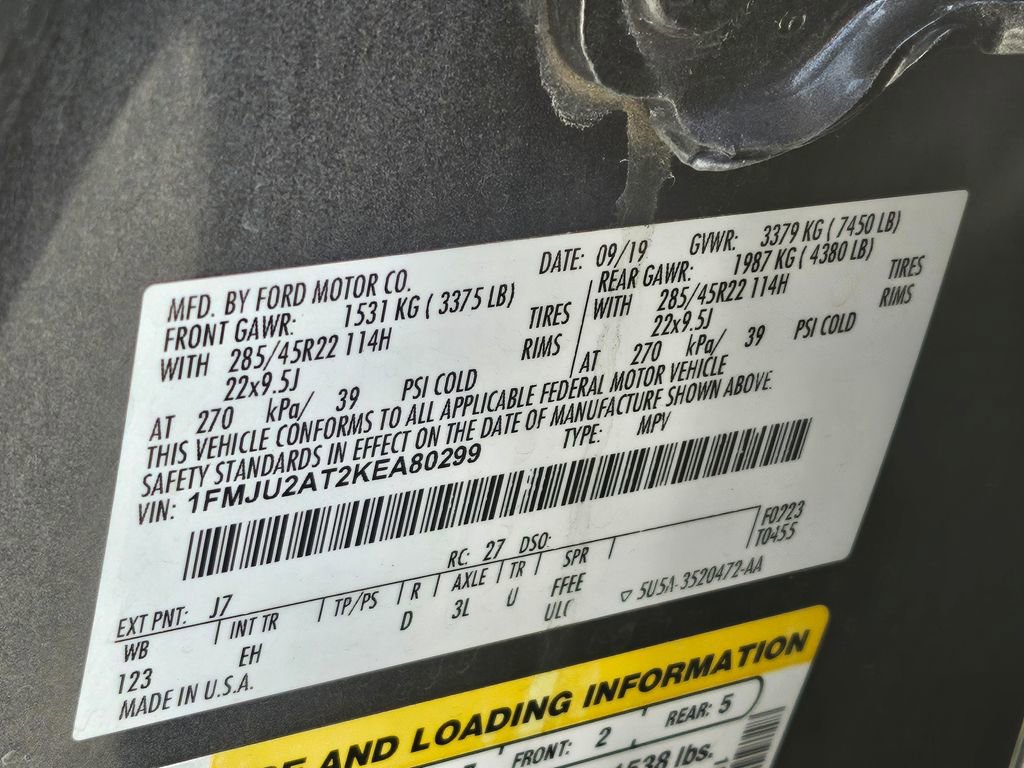 MFD. BY FORD MOTOR CO.
DATE: 09/19 GVWR: 3379 KG ( 7450 LB)
FRONT GAWR: 1531 KG ( 3375 LB)
REAR GAWR: 1987 KG ( 4380 LB)
WITH 285/45R22 114H TIRES
WITH 285/45R22 114H TIRES
22x9.5J RIMS
22x9.5J RIMS
AT 270 kPa/ 39 PSI COLD
AT 270 kPa/ 39 PSI COLD
THIS VEHICLE CONFORMS TO ALL APPLICABLE FEDERAL MOTOR VEHICLE
SAFETY STANDARDS IN EFFECT ON THE DATE OF MANUFACTURE SHOWN ABOVE.
VIN: 1FMJU2AT2KEA80299
TYPE: MPV
F0223
T0455
EXT PNT: J7 RC: 27 DSO:
WB INT TR TP/PS R AXLE TR SPR
123 EH D 3L U FFEE
ULC
▽ 5U5A-3520472-AA
MADE IN U.S.A.
AND LOADING INFORMATION
FRONT: 2 REAR: 5
lbs.